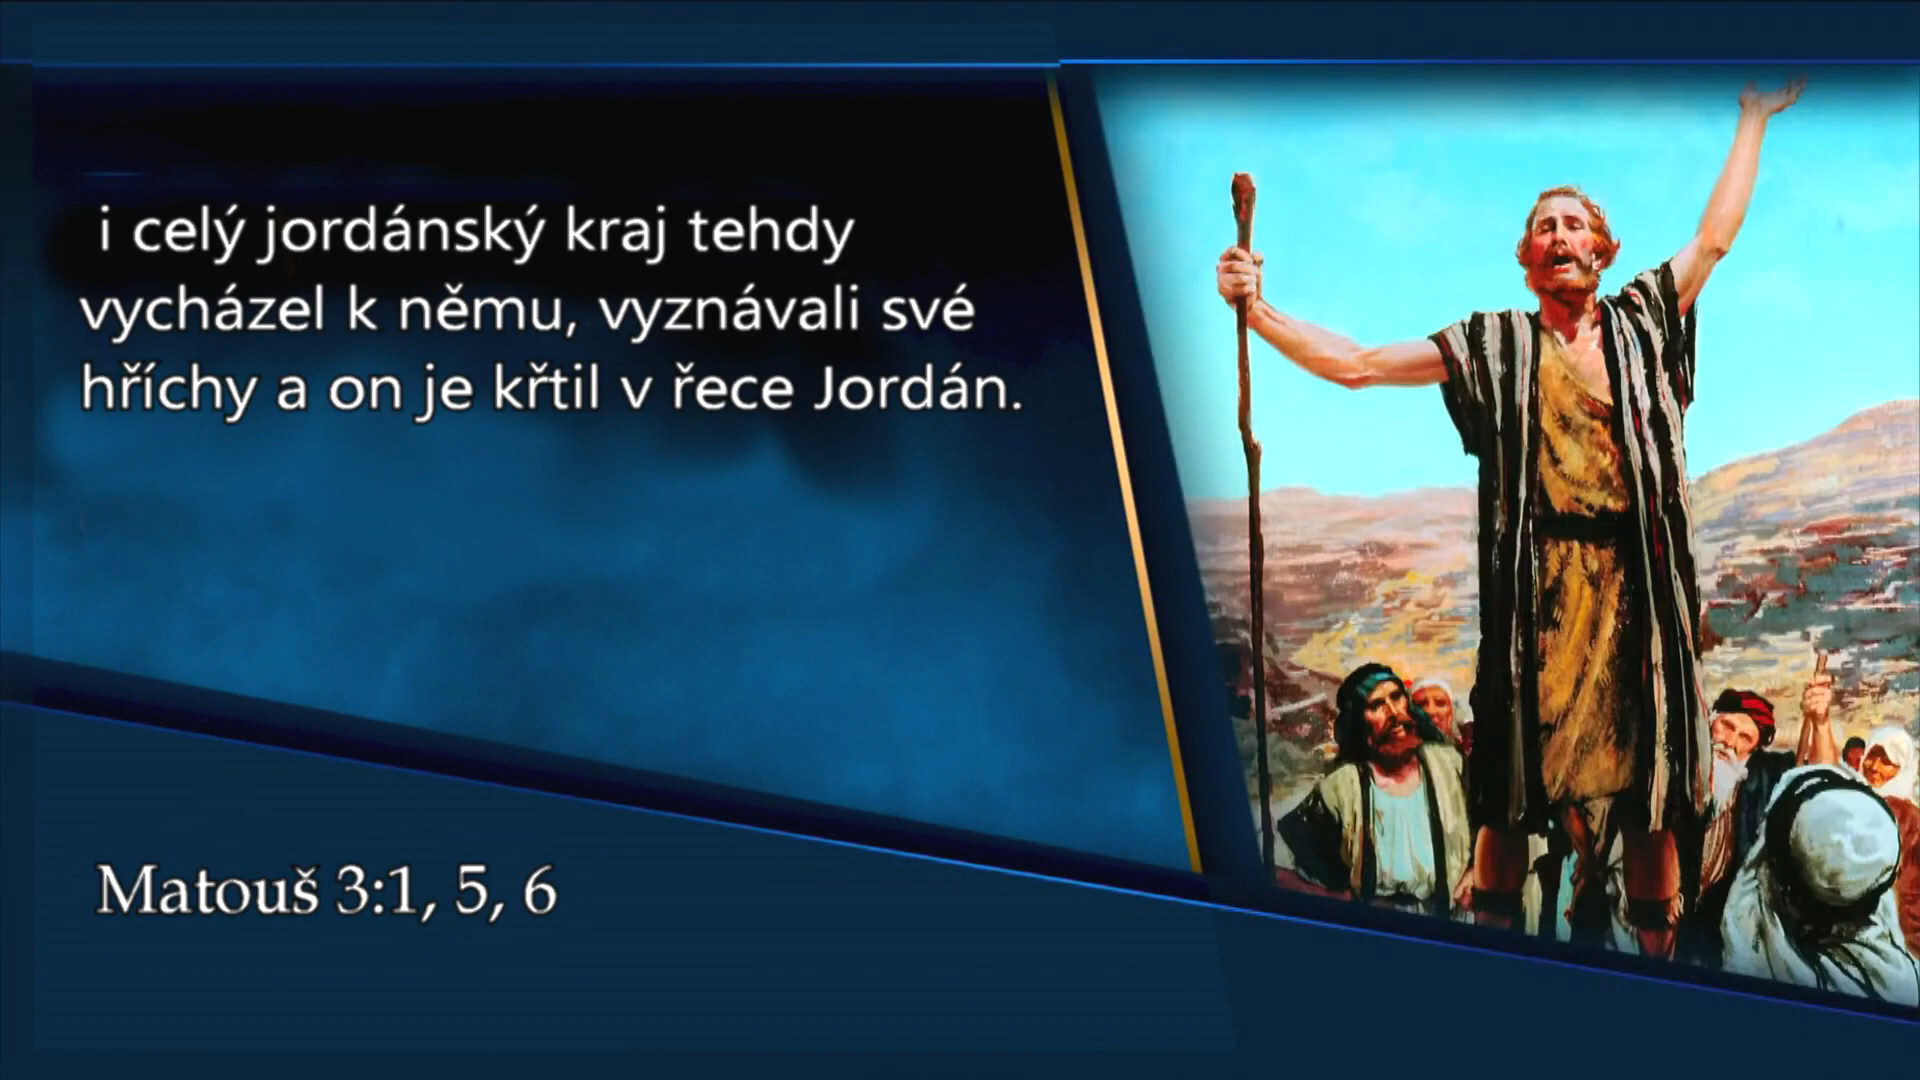 i celý jordánský kraj tehdy
vycházel k němu, vyznávali své
hříchy a on je křtil v řece Jordán.
Matouš 3:1, 5, 6